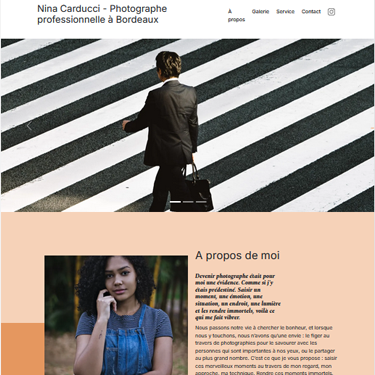 Nina Carducci - Photographe
professionnelle à Bordeaux
À
propos
Galerie Service Contact
A propos de moi
Devenir photographe était pour
moi une évidence. Comme si j'y
étais prédestiné. Saisir un
moment, une émotion, une
situation, un endroit, une lumière
et les rendre immortels, voilà ce
qui me fait vibrer.
Nous passons notre vie à chercher le bonheur, et lorsque
nous y touchons, nous n'avons qu'une envie : le figer au
travers de photographies pour le savourer avec les
personnes qui sont importantes à nos yeux, ou le partager
au plus grand nombre. C'est ce que je vous propose : saisir
ces merveilleux moments au travers de mon regard, mon
approche, ma technique. Rendre ces moments immortels.